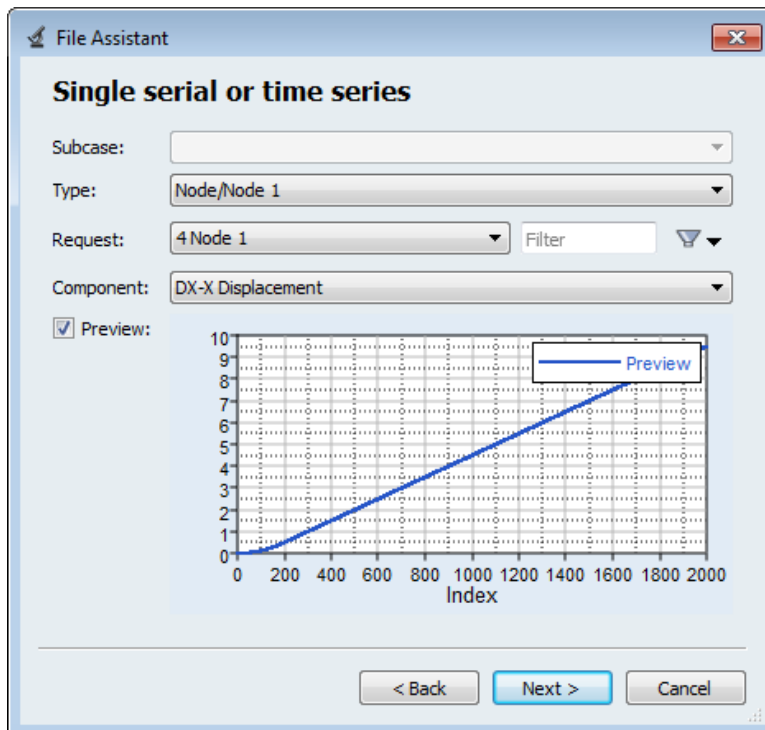 File Assistant
Single serial or time series
Subcase:
Type: Node/Node 1
Request: 4 Node 1 Filter
Component: DX-X Displacement
Preview:
Preview
10
9
8
7
6
5
4
3
2
1
0
0 200 400 600 800 1000 1200 1400 1600 1800 2000
Index
< Back Next > Cancel